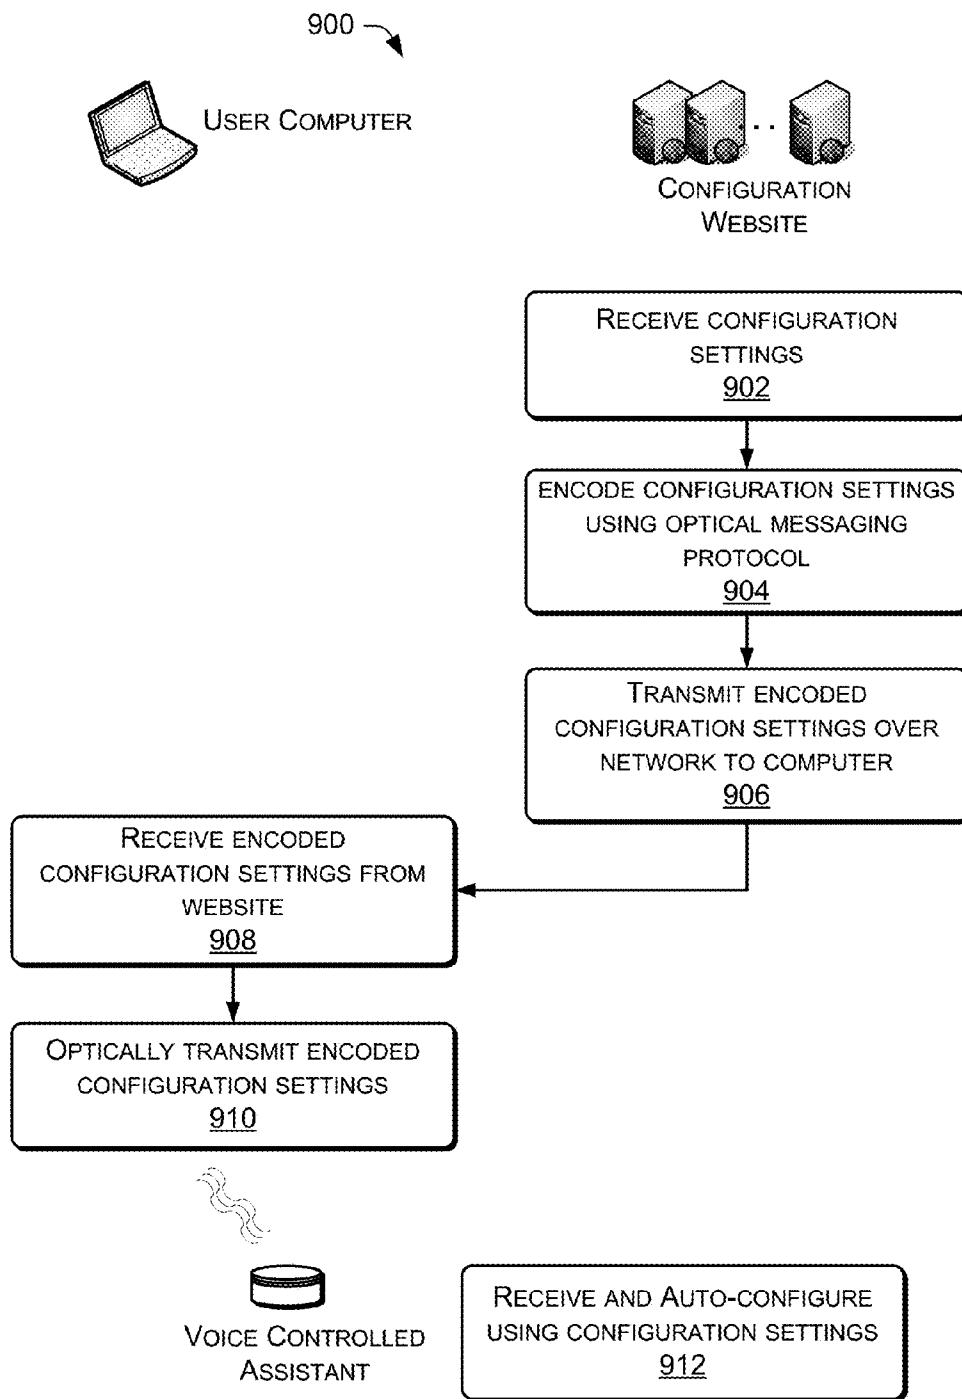 900
USER COMPUTER
CONFIGURATION
WEBSITE
RECEIVE CONFIGURATION
SETTINGS
902
ENCODE CONFIGURATION SETTINGS
USING OPTICAL MESSAGING
PROTOCOL
904
TRANSMIT ENCODED
CONFIGURATION SETTINGS OVER
NETWORK TO COMPUTER
906
RECEIVE ENCODED
CONFIGURATION SETTINGS FROM
WEBSITE
908
OPTICALLY TRANSMIT ENCODED
CONFIGURATION SETTINGS
910
VOICE CONTROLLED
ASSISTANT
RECEIVE AND AUTO-CONFIGURE
USING CONFIGURATION SETTINGS
912